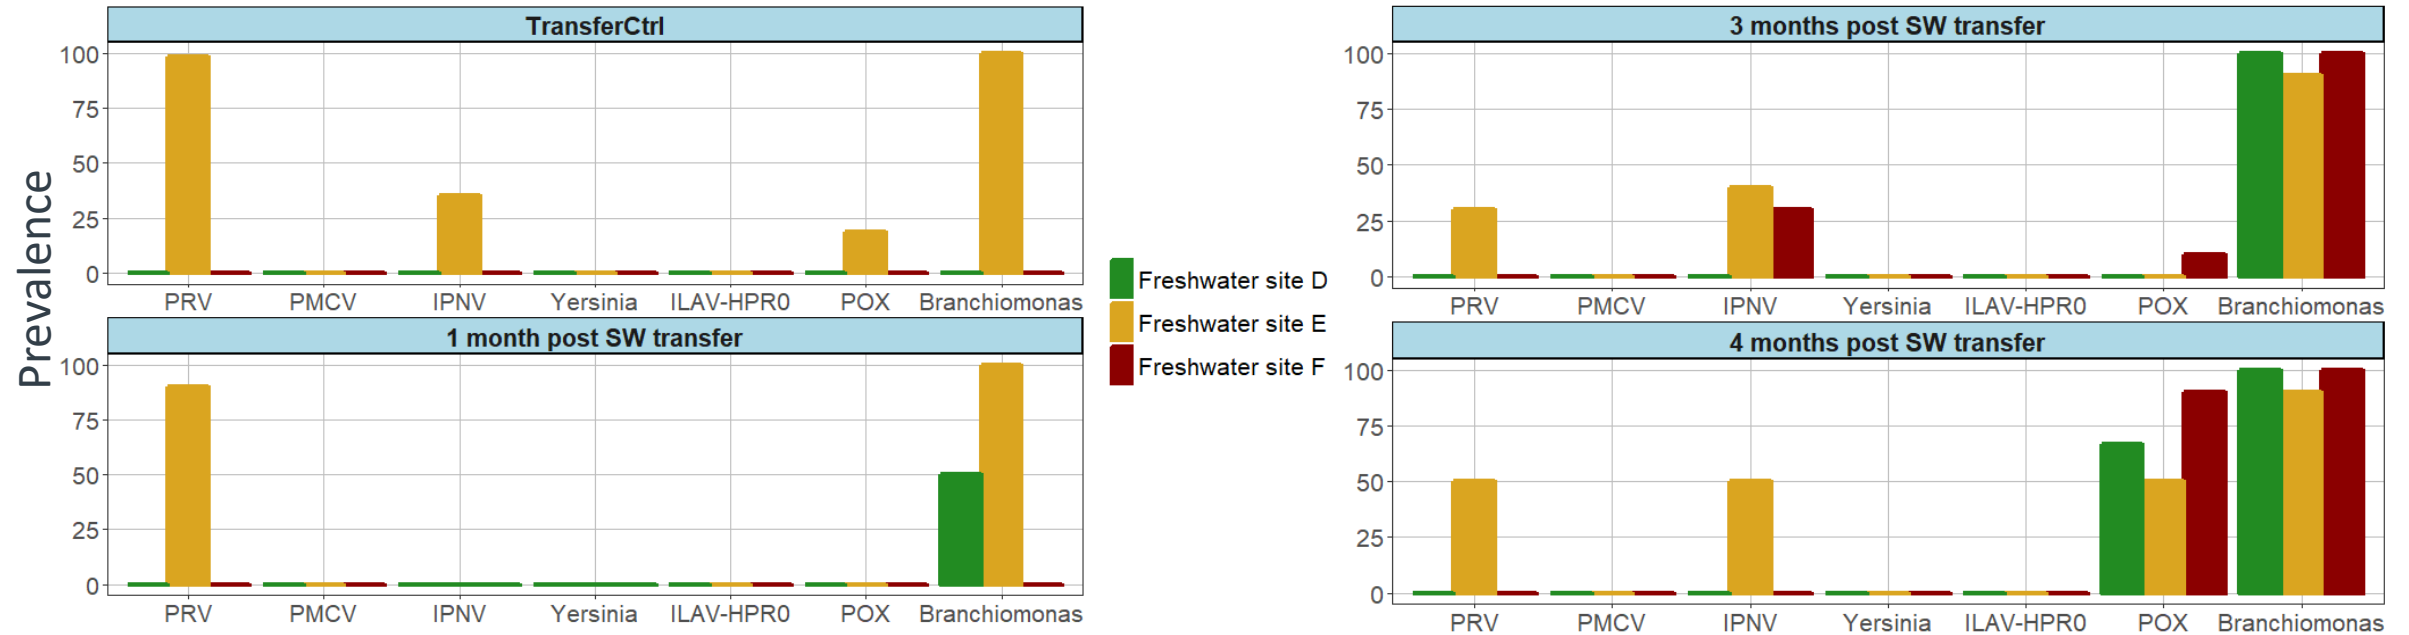 Prevalence
TransferCtrl
100
75
50
25
0
PRV PMCV IPNV Yersinia ILAV-HPR0 POX Branchiomonas
1 month post SW transfer
100
75
50
25
0
PRV PMCV IPNV Yersinia ILAV-HPR0 POX Branchiomonas
Freshwater site D
Freshwater site E
Freshwater site F
3 months post SW transfer
100
75
50
25
0
PRV PMCV IPNV Yersinia ILAV-HPR0 POX Branchiomonas
4 months post SW transfer
100
75
50
25
0
PRV PMCV IPNV Yersinia ILAV-HPR0 POX Branchiomonas